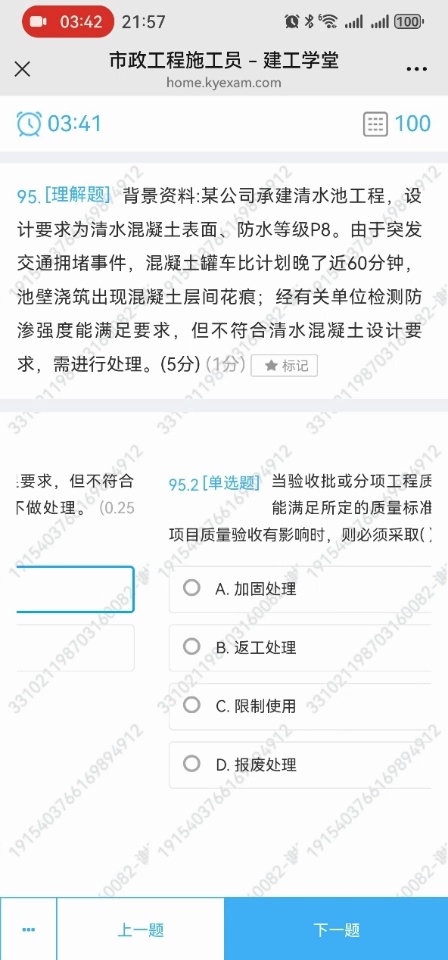 03:42 21:57 6 100
市政工程施工员 – 建工学堂
home.kyexam.com
03:41 100
95. [理解题] 背景资料:某公司承建清水池工程，设
计要求为清水混凝土表面、防水等级P8。由于突发
交通拥堵事件，混凝土罐车比计划晚了近60分钟，
池壁浇筑出现混凝土层间花痕；经有关单位检测防
渗强度能满足要求，但不符合清水混凝土设计要
求，需进行处理。(5分) (1分) ★ 标记
要求，但不符合
不做处理。 (0.25
95.2 [单选题] 当验收批或分项工程质
能满足所定的质量标准
项目质量验收有影响时，则必须采取( )
A. 加固处理
B. 返工处理
C. 限制使用
D. 报废处理
... 上一题 下一题